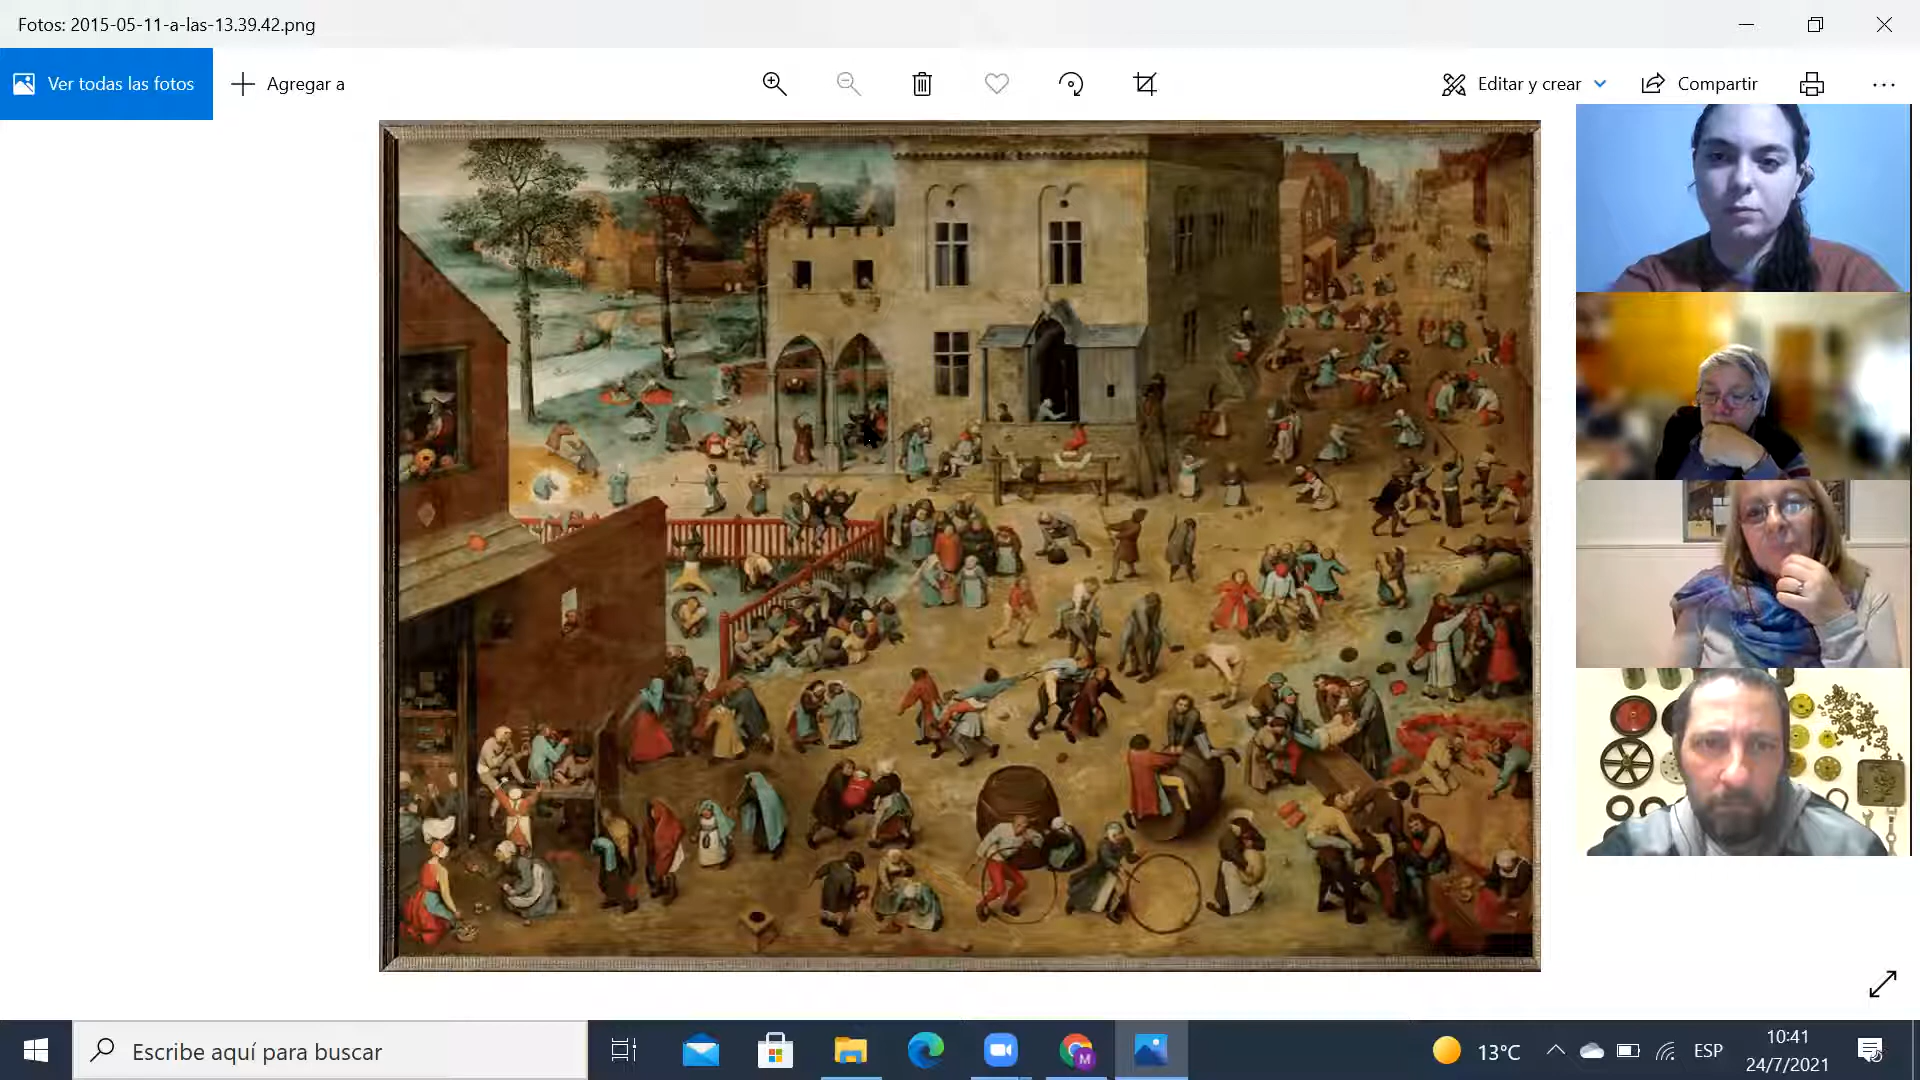 Fotos: 2015-05-11-a-las-13.39.42.png
Ver todas las fotos
Agregar a
Editar y crear
Compartir
Escribe aquí para buscar
M
13°C
ESP
10:41
24/7/2021